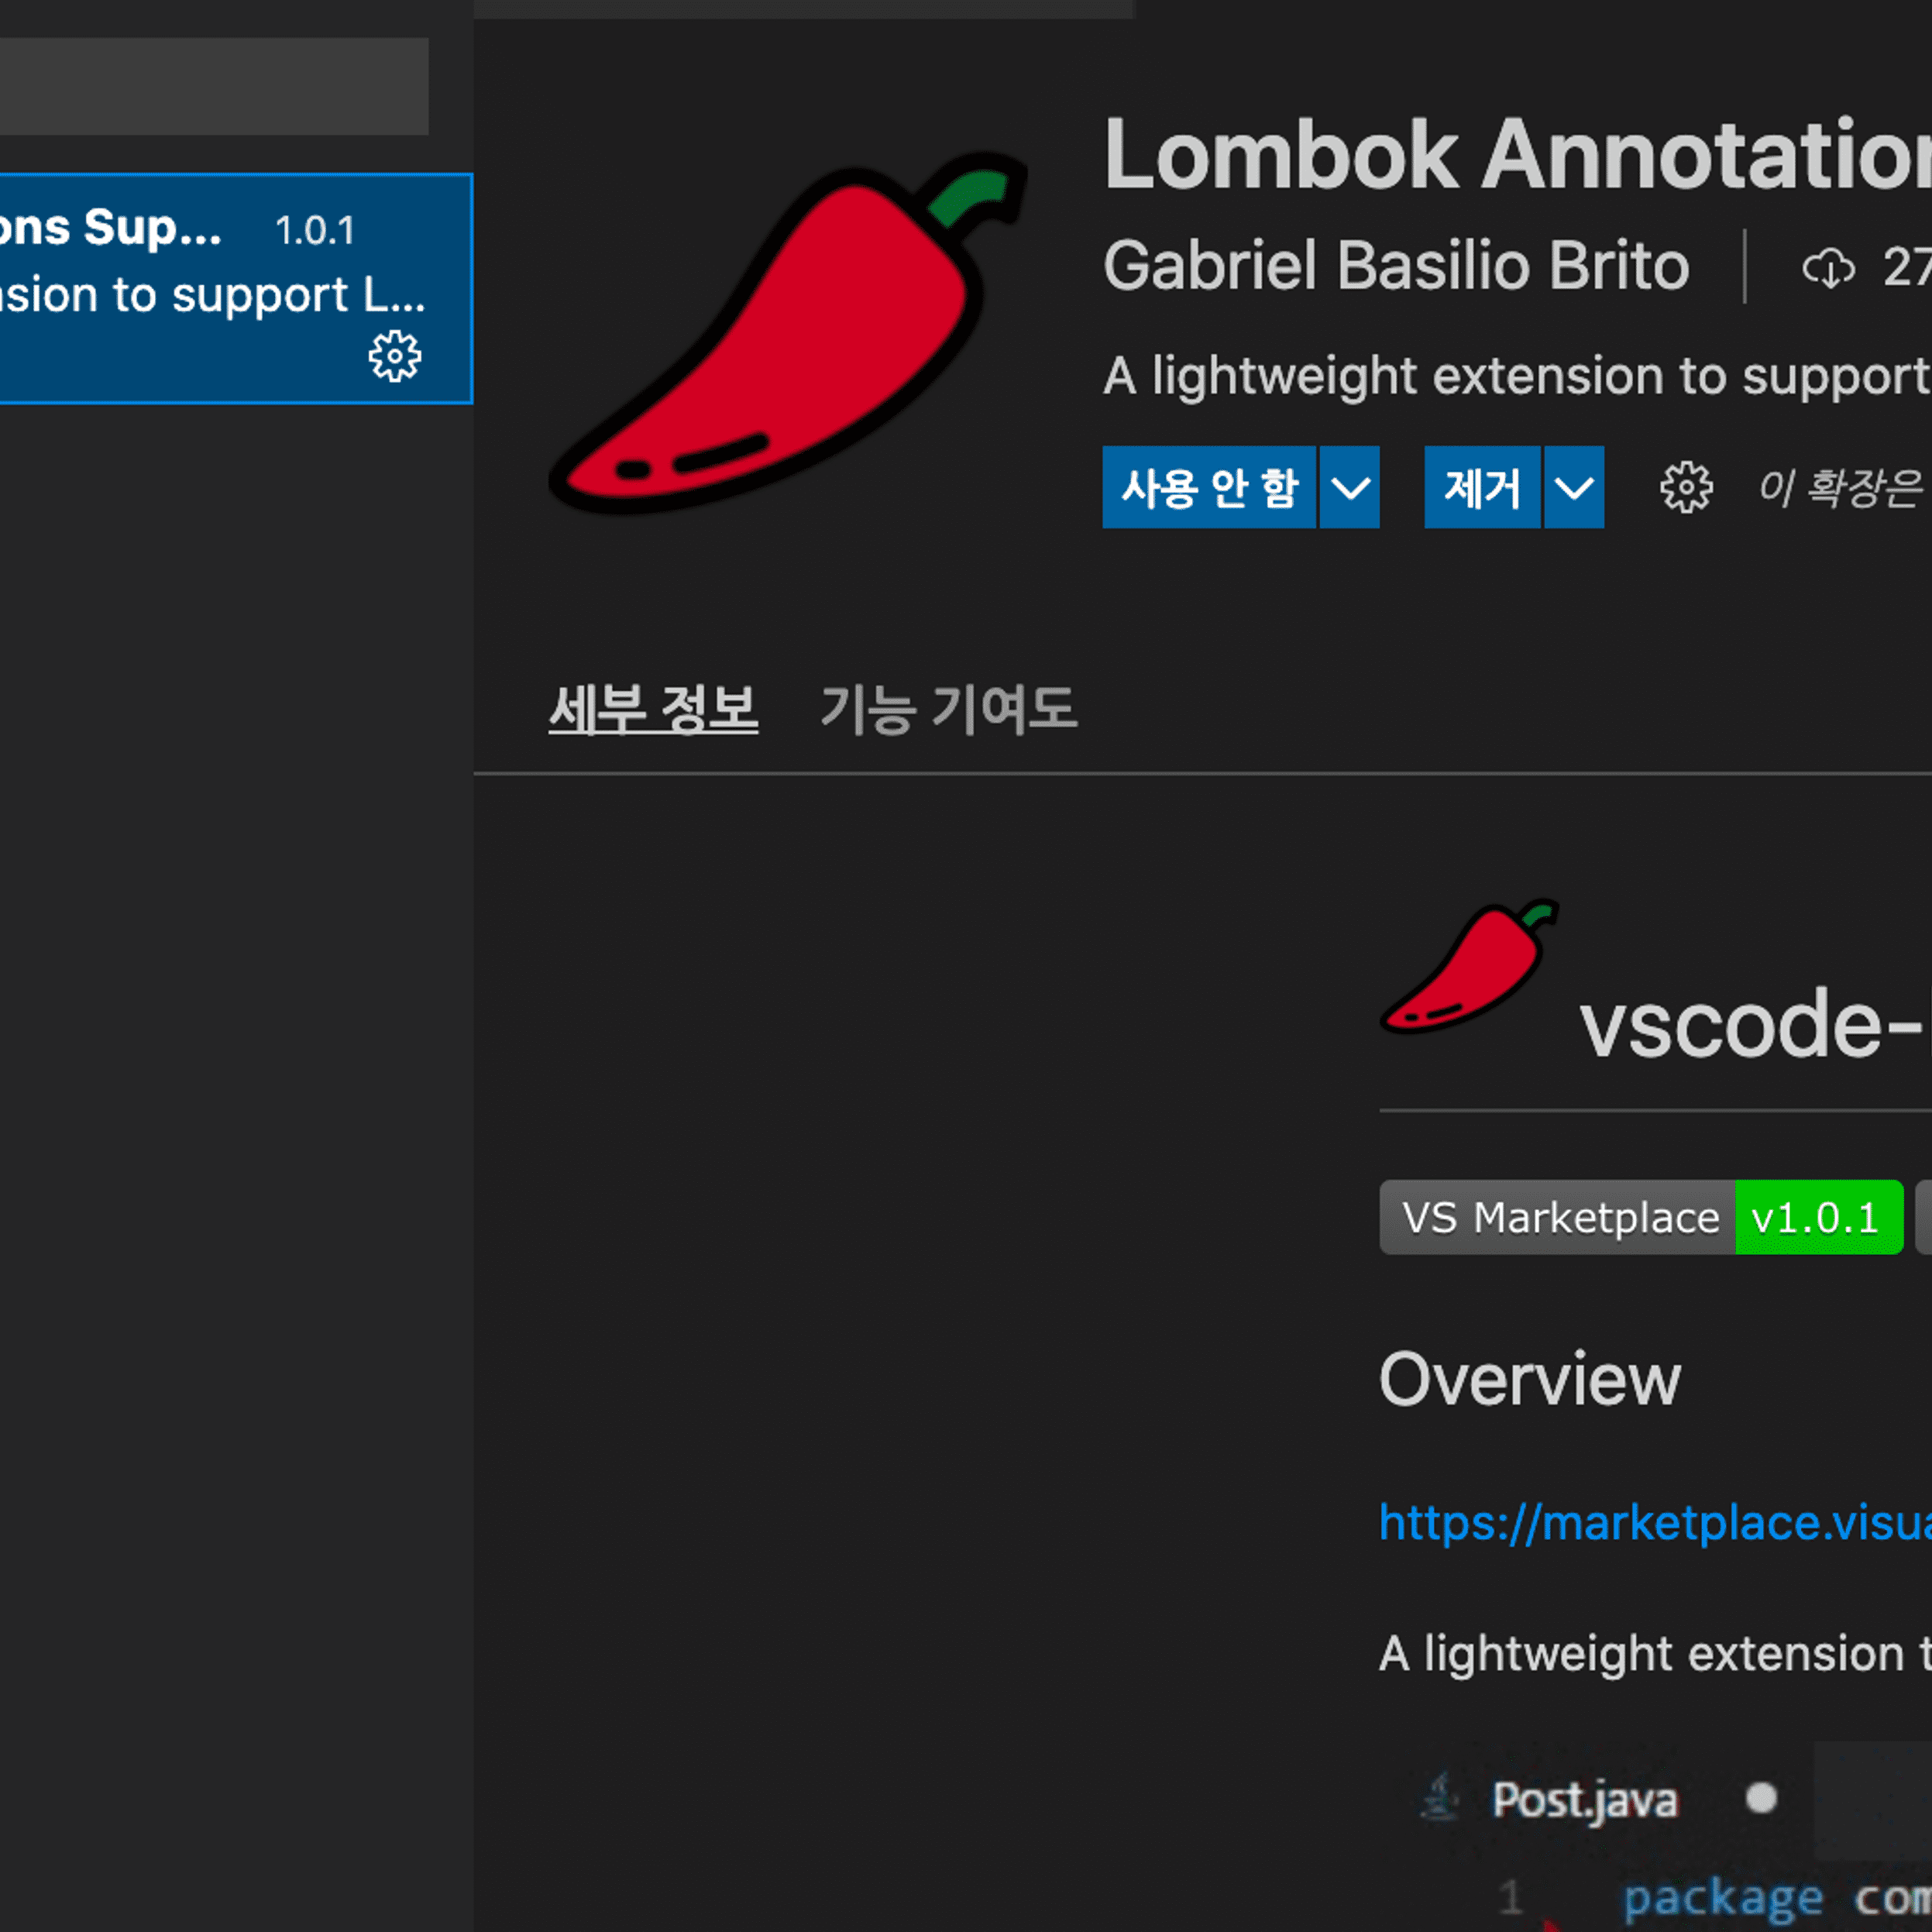 ons Sup... 1.0.1
sion to support L...
Lombok Annotation
Gabriel Basilio Brito 27
A lightweight extension to support
사용 안 함 제거 이 확장은
세부 정보 기능 기여도
vscode-
VS Marketplace v1.0.1
Overview
https://marketplace.visua
A lightweight extension t
Post.java
1 package com